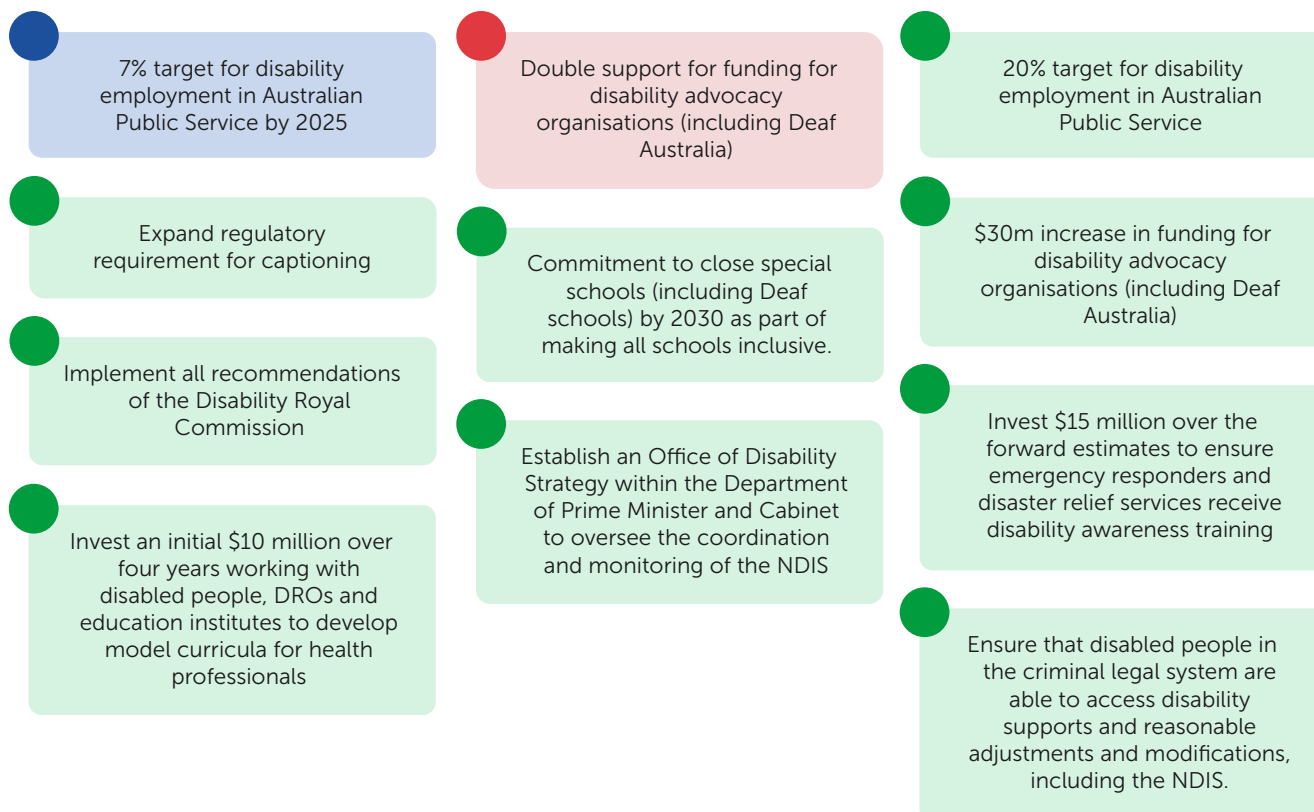 7% target for disability
employment in Australian
Public Service by 2025
Expand regulatory
requirement for captioning
Implement all recommendations
of the Disability Royal
Commission
Invest an initial $10 million over
four years working with
disabled people, DROs and
education institutes to develop
model curricula for health
professionals
Double support for funding for
disability advocacy
organisations (including Deaf
Australia)
Commitment to close special
schools (including Deaf
schools) by 2030 as part of
making all schools inclusive.
Establish an Office of Disability
Strategy within the Department
of Prime Minister and Cabinet
to oversee the coordination
and monitoring of the NDIS
20% target for disability
employment in Australian
Public Service
$30m increase in funding for
disability advocacy
organisations (including Deaf
Australia)
Invest $15 million over the
forward estimates to ensure
emergency responders and
disaster relief services receive
disability awareness training
Ensure that disabled people in
the criminal legal system are
able to access disability
supports and reasonable
adjustments and modifications,
including the NDIS.